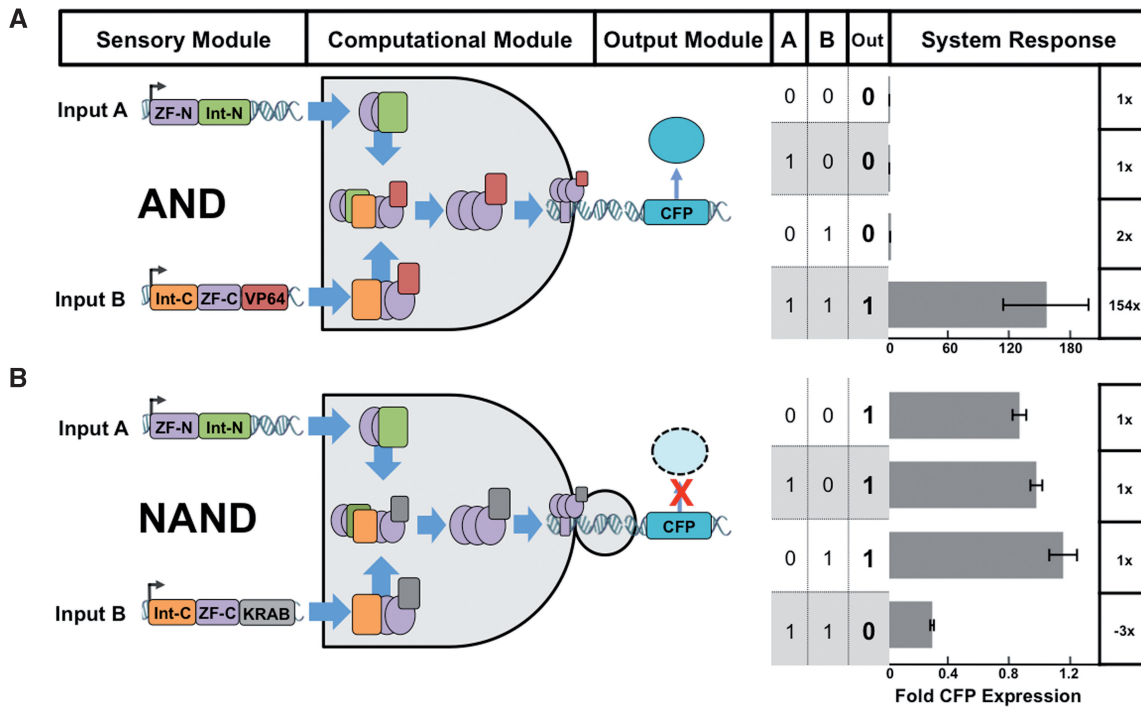 A
Sensory Module Computational Module Output Module A B Out System Response
Input A ZF-N Int-N 0 0 0 1x
1 0 0 1x
AND CFP
0 1 0 2x
Input B Int-C ZF-C VP64 1 1 1 154x
0 60 120 180
B
Input A ZF-N Int-N 0 0 1 1x
1 0 1 1x
X
NAND CFP
0 1 1 1x
Input B Int-C ZF-C KRAB 1 1 0 -3x
0 0.4 0.8 1.2
Fold CFP Expression